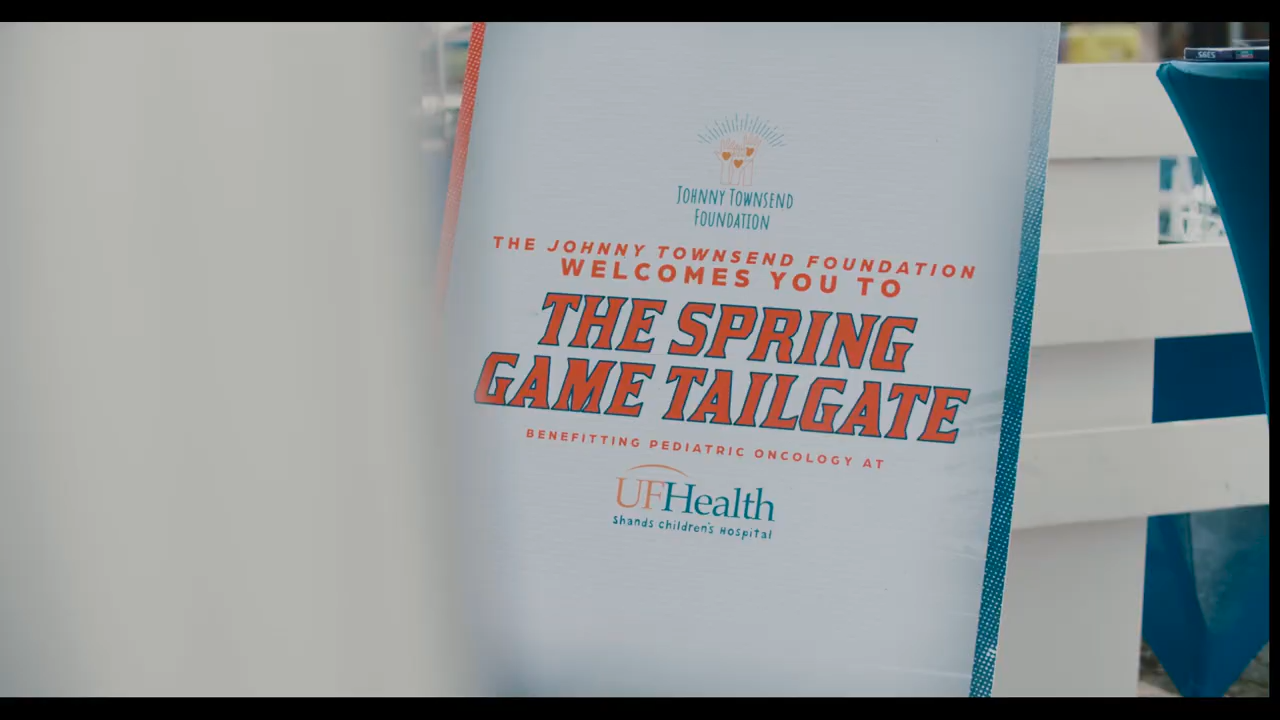 JOHNNY TOWNSEND
FOUNDATION
THE JOHNNY TOWNSEND FOUNDATION
WELCOMES YOU TO
THE SPRING
GAME TAILGATE
BENEFITTING PEDIATRIC ONCOLOGY AT
UFHealth
Shands Children's Hospital